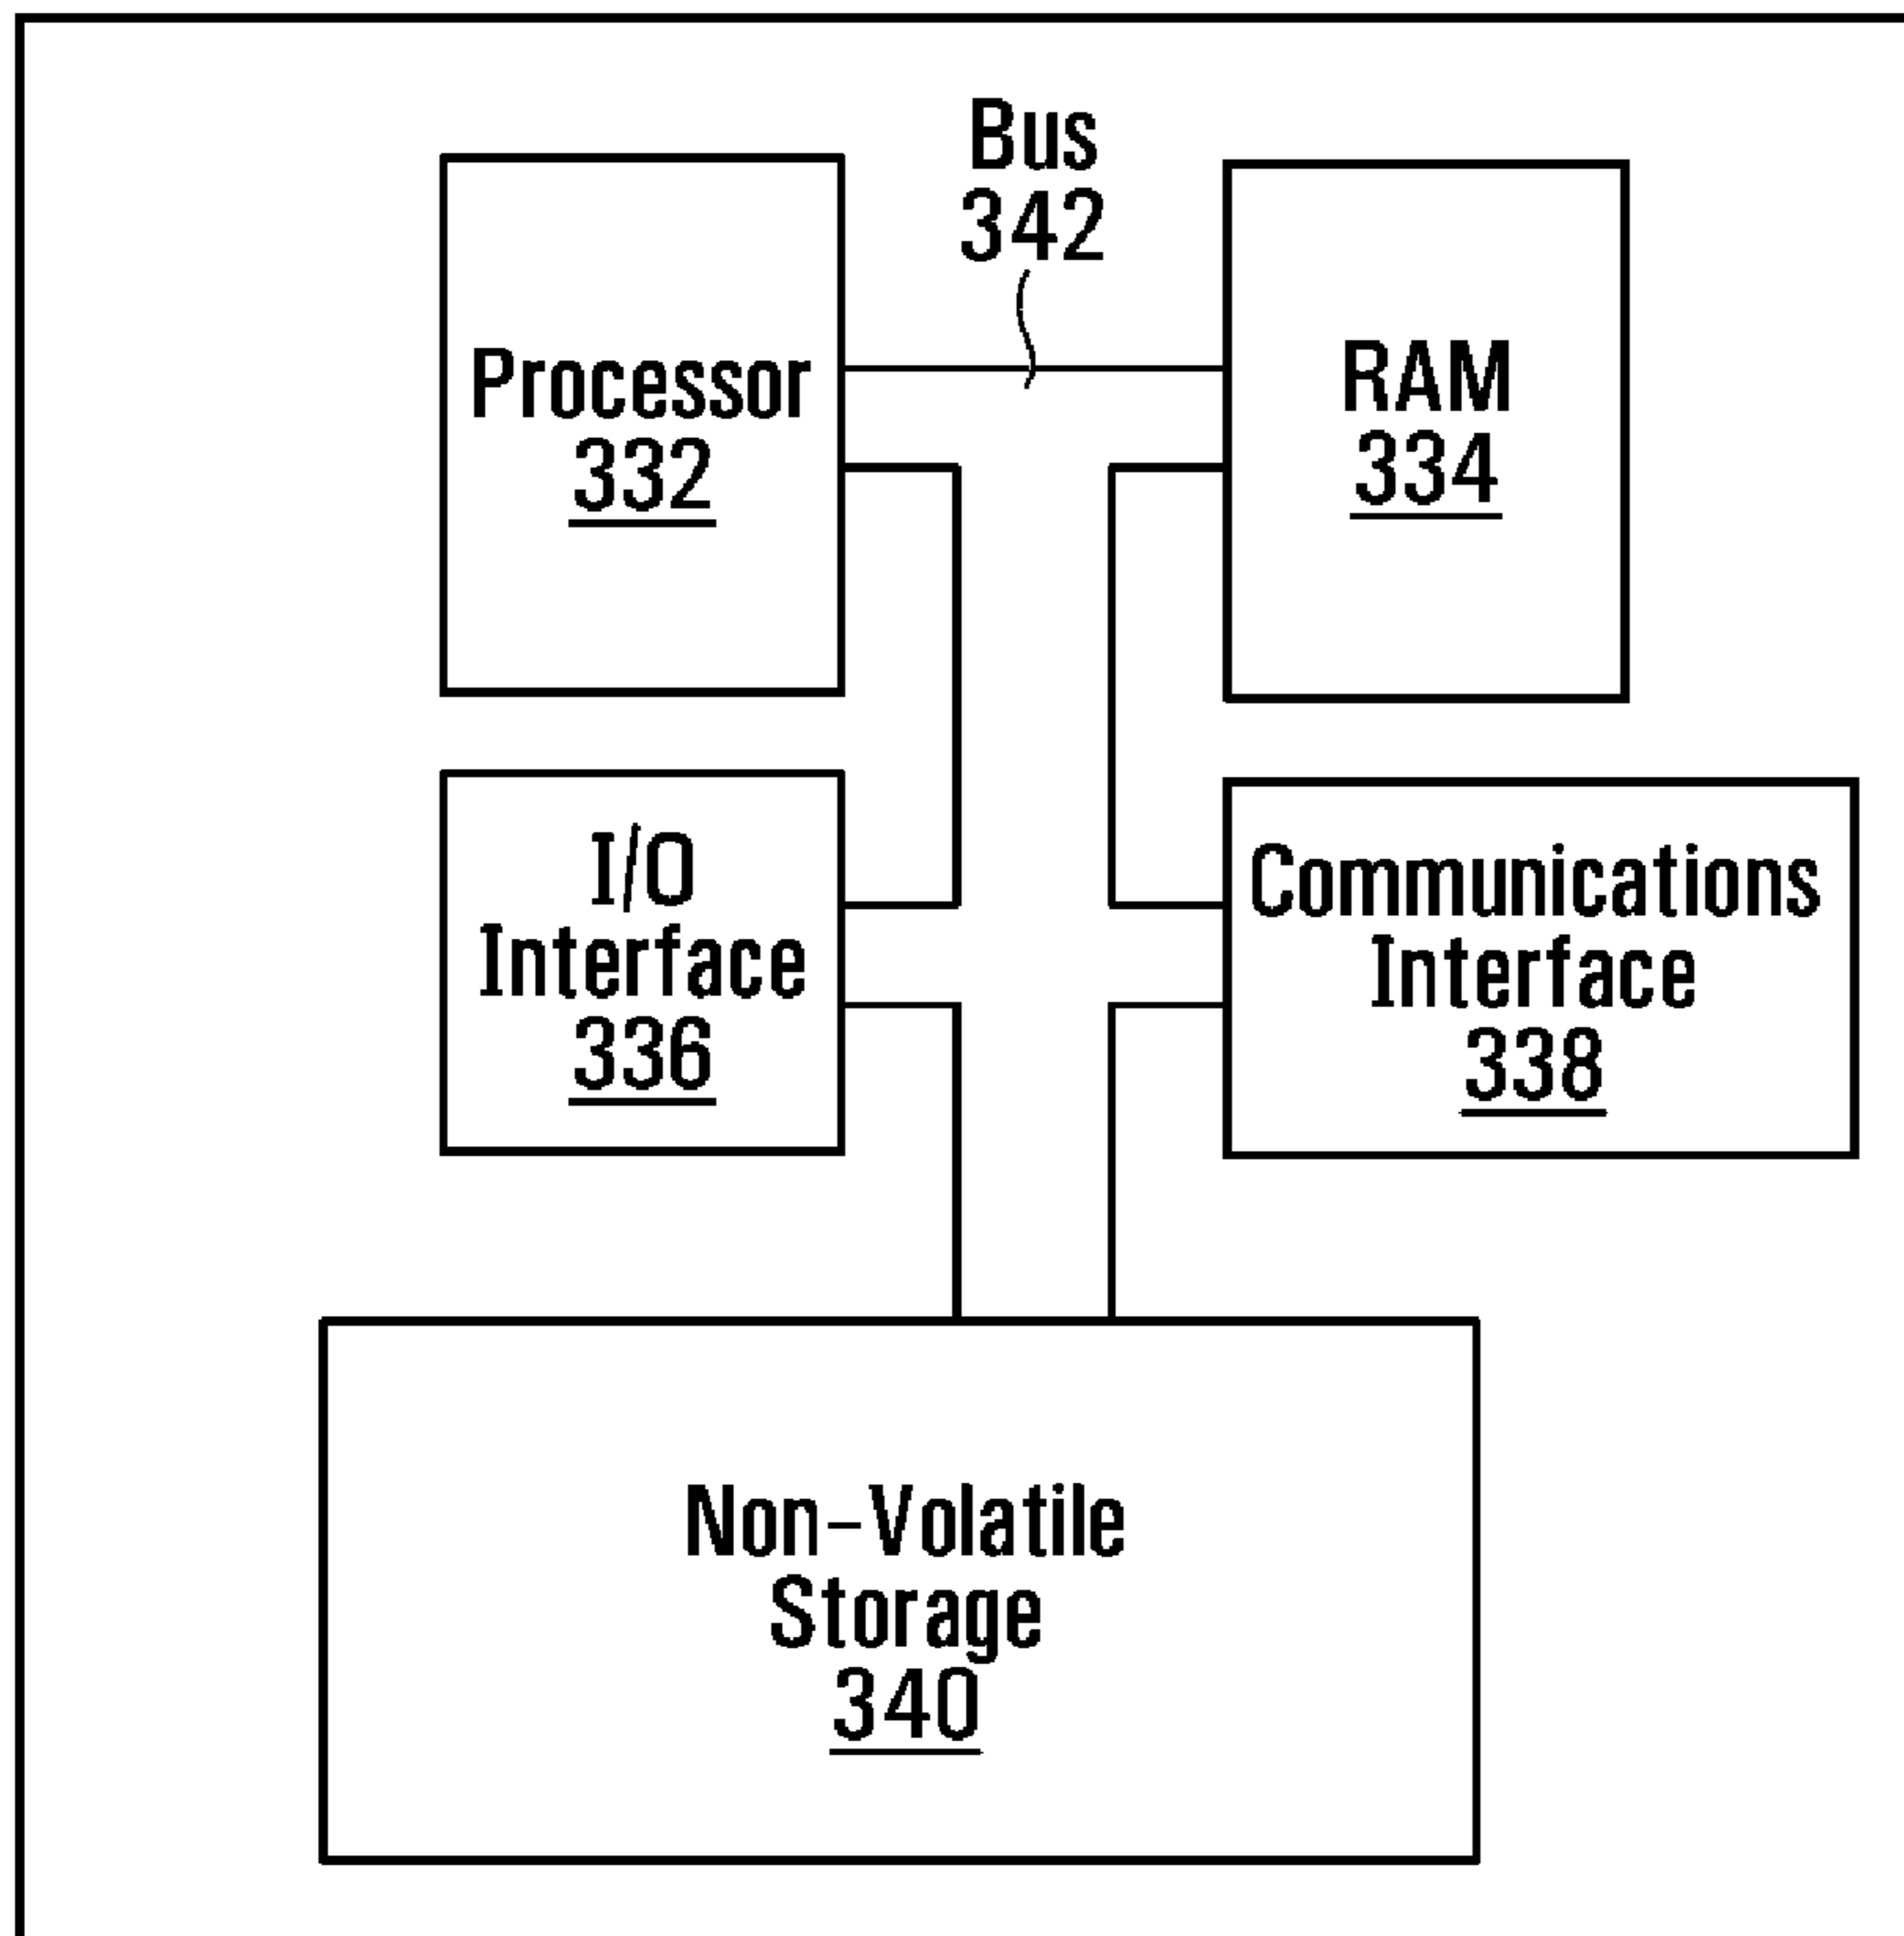 Bus
342
Processor
332
RAM
334
I/O
Interface
336
Communications
Interface
338
Non-Volatile
Storage
340